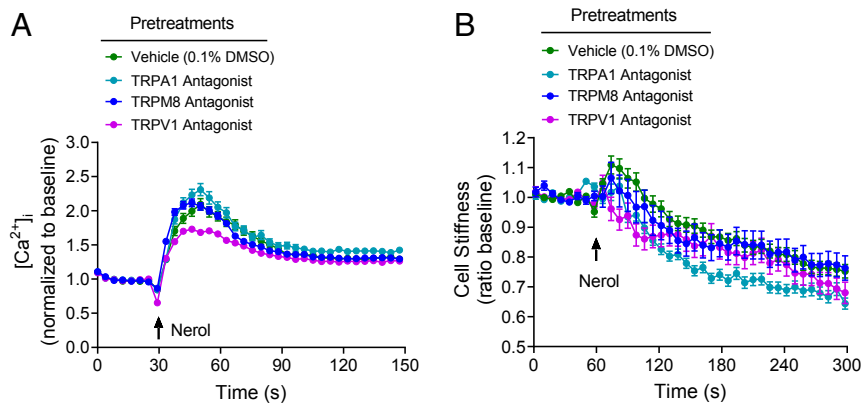 A
Pretreatments
Vehicle (0.1% DMSO)
TRPA1 Antagonist
TRPM8 Antagonist
TRPV1 Antagonist
[Ca²⁺]ᵢ
(normalized to baseline)
3.0
2.5
2.0
1.5
1.0
0.5
0.0
Nerol
0 30 60 90 120 150
Time (s)
B
Pretreatments
Vehicle (0.1% DMSO)
TRPA1 Antagonist
TRPM8 Antagonist
TRPV1 Antagonist
Cell Stiffness
(ratio baseline)
1.2
1.1
1.0
0.9
0.8
0.7
0.6
0.5
Nerol
0 60 120 180 240 300
Time (s)